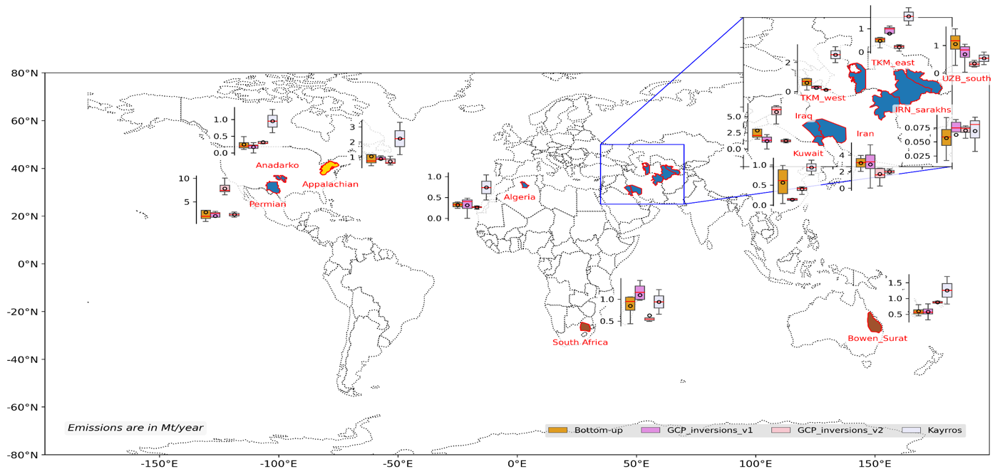 1
0
TKM_east
1
0
UZB_south
2
0
TKM_west
IRN_sarakhs
5.0
2.5
0.0
Iraq
Iran
Kuwait
0.075
0.050
0.025
4
2
0
1.0
0.5
0.0
80°N
60°N
40°N
20°N
0°N
-20°N
-40°N
-60°N
-80°N
1.0
0.5
0.0
Anadarko
3
2
1
Appalachian
10
5
Permian
1.0
0.5
0.0
Algeria
1.0
0.5
South Africa
1.5
1.0
0.5
Bowen_Surat
Emissions are in Mt/year
Bottom-up GCP_inversions_v1 GCP_inversions_v2 Kayrros
-150°E -100°E -50°E 0°E 50°E 100°E 150°E